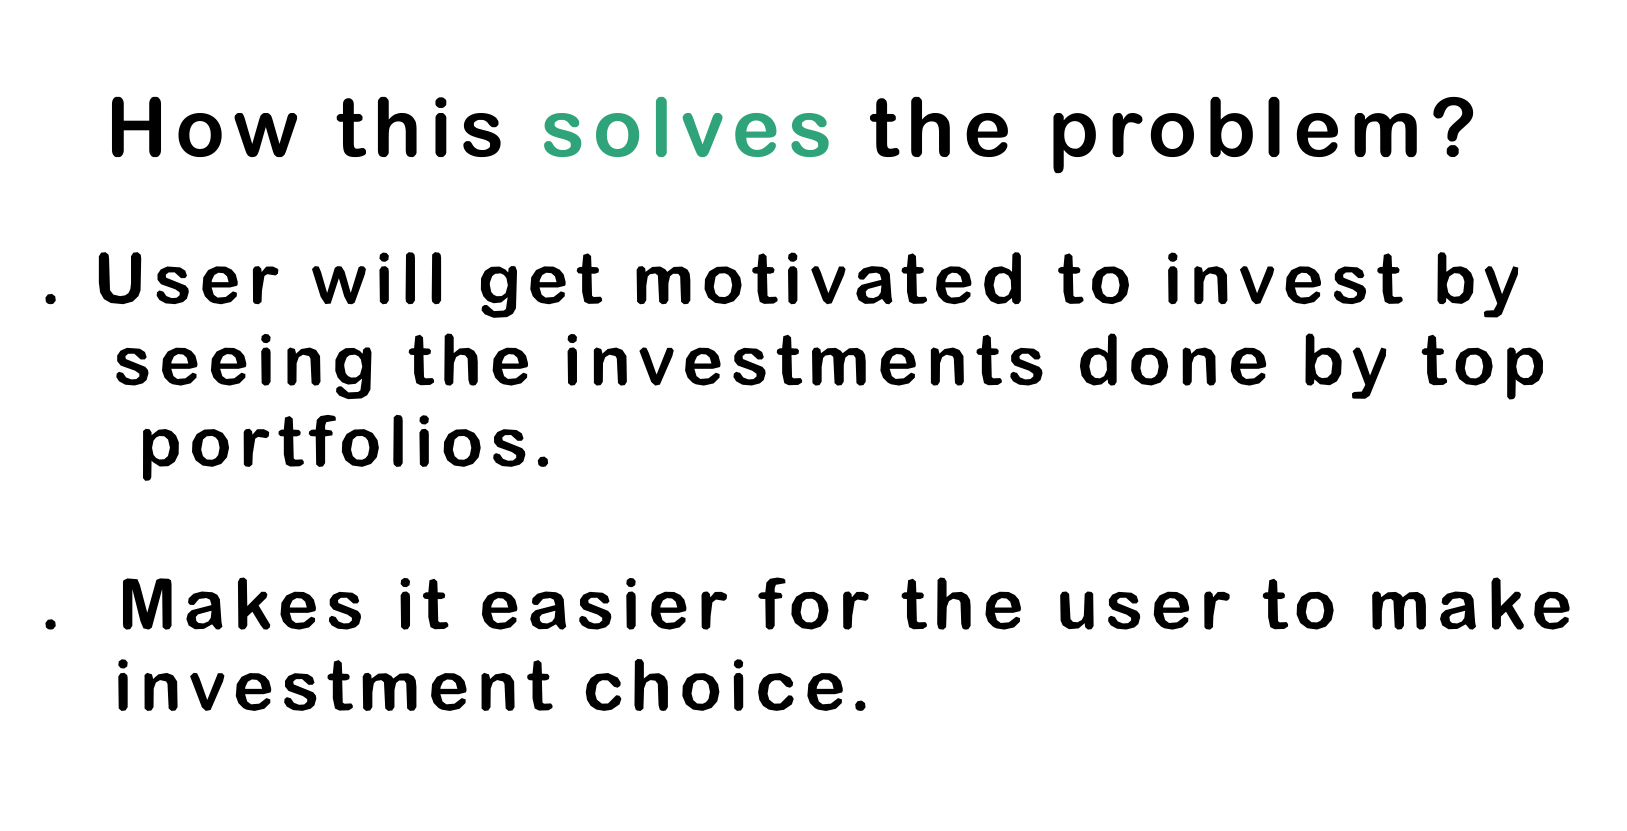 How this solves the problem?
. User will get motivated to invest by
seeing the investments done by top
portfolios.
. Makes it easier for the user to make
investment choice.